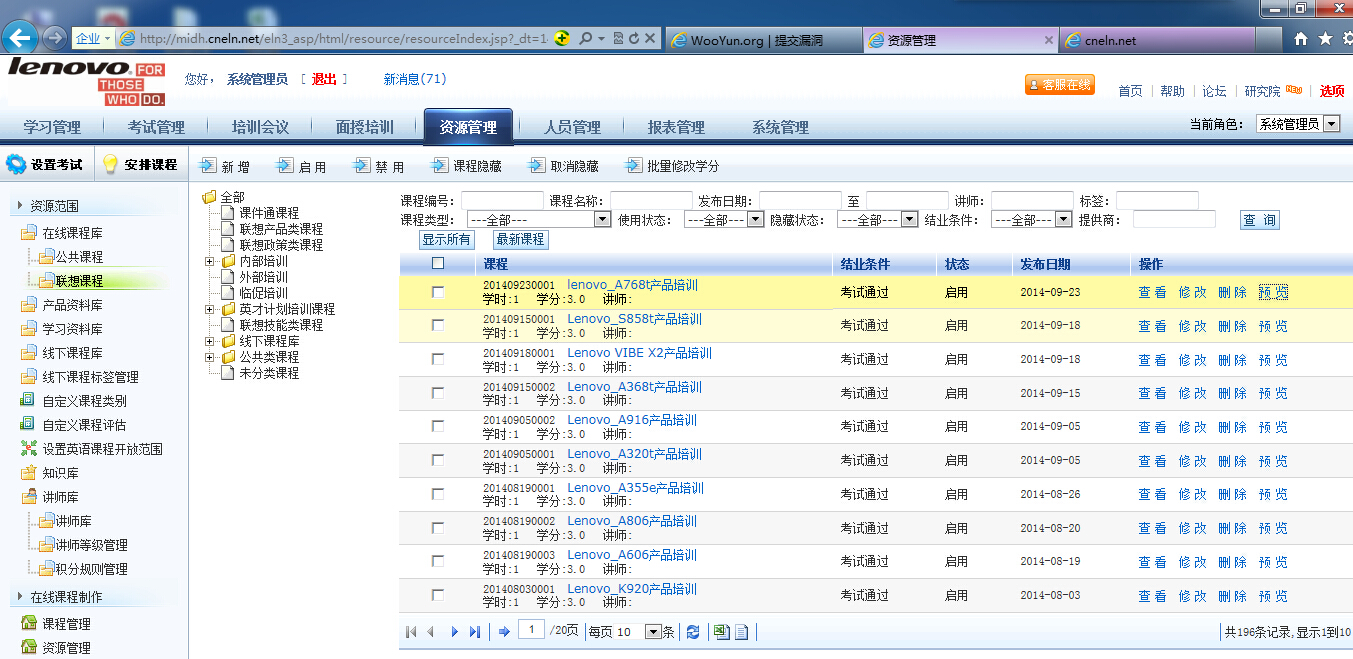 企业 http://midh.cneln.net/eln3_asp/html/resource/resourceIndex.jsp?_dt=1 WooYun.org | 提交漏洞 资源管理 cneln.net
lenovo FOR THOSE WHO DO.
您好， 系统管理员 [ 退出 ] 新消息(71)
客服在线 首页 | 帮助 | 论坛 | 研究院 NEW 选项
学习管理 考试管理 培训会议 面授培训 资源管理 人员管理 报表管理 系统管理 当前角色： 系统管理员
设置考试 安排课程 新 增 启 用 禁 用 课程隐藏 取消隐藏 批量修改学分
资源范围
在线课程库
公共课程
联想课程
产品资料库
学习资料库
线下课程库
线下课程标签管理
自定义课程类别
自定义课程评估
设置英语课程开放范围
知识库
讲师库
讲师库
讲师等级管理
积分规则管理
在线课程制作
课程管理
资源管理
全部
课件通课程
联想产品类课程
联想政策类课程
内部培训
外部培训
临促培训
英才计划培训课程
联想技能类课程
线下课程库
公共类课程
未分类课程
课程编号： 课程名称： 发布日期： 至 讲师： 标签：
课程类型： ---全部--- 使用状态： ---全部--- 隐藏状态： ---全部--- 结业条件： ---全部--- 提供商： 查 询
显示所有 最新课程
课程 结业条件 状态 发布日期 操作
201409230001 lenovo_A768t产品培训
学时:1 学分:3.0 讲师: 考试通过 启用 2014-09-23 查看 修改 删除 预览
201409150001 Lenovo_S858t产品培训
学时:1 学分:3.0 讲师: 考试通过 启用 2014-09-18 查看 修改 删除 预览
201409180001 Lenovo VIBE X2产品培训
学时:1 学分:3.0 讲师: 考试通过 启用 2014-09-18 查看 修改 删除 预览
201409150002 Lenovo_A368t产品培训
学时:1 学分:3.0 讲师: 考试通过 启用 2014-09-15 查看 修改 删除 预览
201409050002 Lenovo_A916产品培训
学时:1 学分:3.0 讲师: 考试通过 启用 2014-09-05 查看 修改 删除 预览
201409050001 Lenovo_A320t产品培训
学时:1 学分:3.0 讲师: 考试通过 启用 2014-09-05 查看 修改 删除 预览
201408190001 Lenovo_A355e产品培训
学时:1 学分:3.0 讲师: 考试通过 启用 2014-08-26 查看 修改 删除 预览
201408190002 Lenovo_A806产品培训
学时:1 学分:3.0 讲师: 考试通过 启用 2014-08-20 查看 修改 删除 预览
201408190003 Lenovo_A606产品培训
学时:1 学分:3.0 讲师: 考试通过 启用 2014-08-19 查看 修改 删除 预览
201408030001 Lenovo_K920产品培训
学时:1 学分:3.0 讲师: 考试通过 启用 2014-08-03 查看 修改 删除 预览
1 /20页 每页 10 条 共196条记录,显示1到10